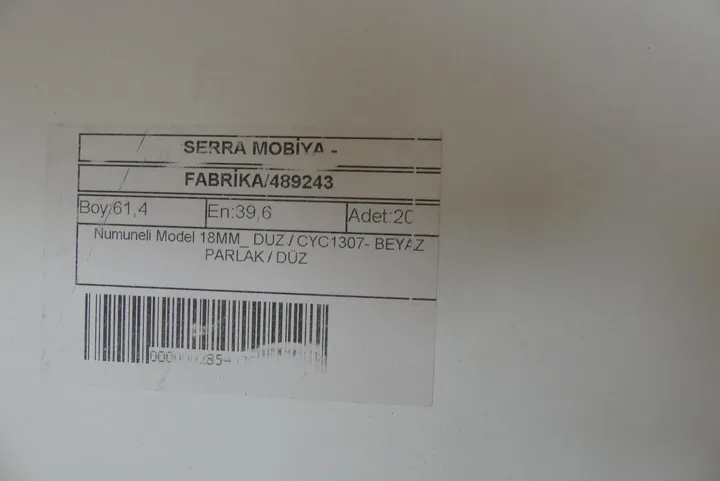 SERRA MOBİYA -
FABRİKA/489243
Boy:61,4 En:39,6 Adet:20
Numuneli Model 18MM_ DUZ / CYC1307- BEYAZ
PARLAK / DÜZ